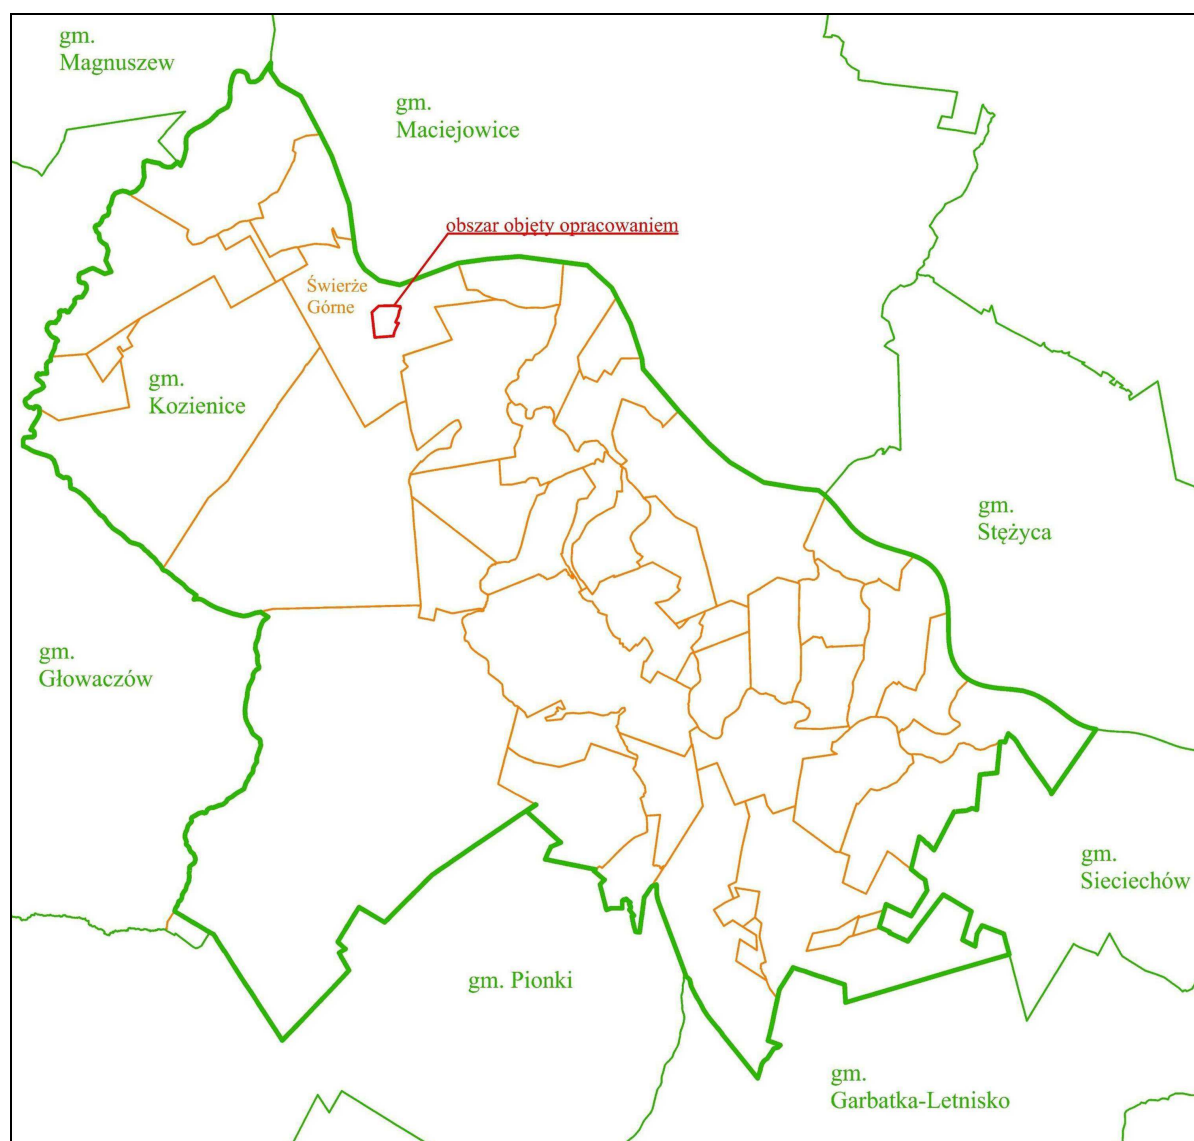 gm.
Magnuszew
gm.
Maciejowice
obszar objęty opracowaniem
Świerże
Górne
gm.
Kozienice
gm.
Stężyca
gm.
Głowaczów
gm.
Sieciechów
gm. Pionki
gm.
Garbatka-Letnisko